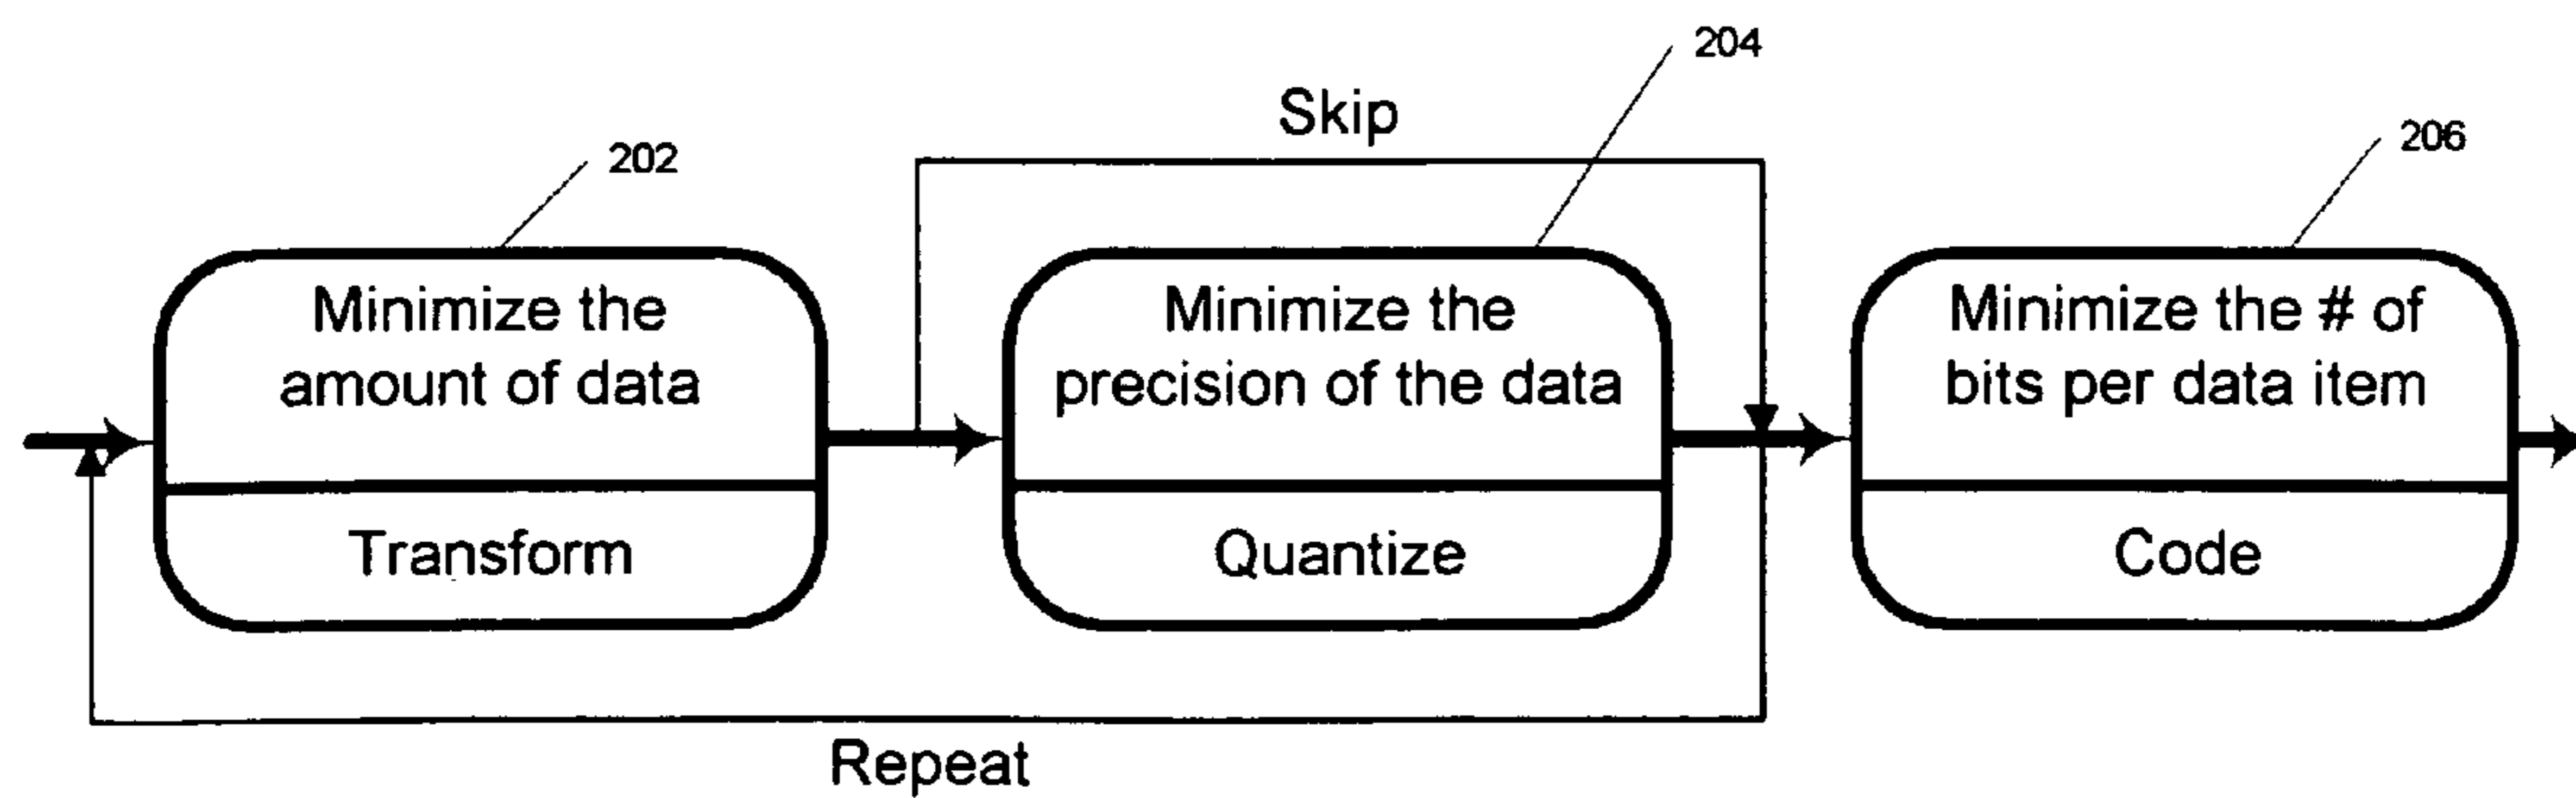 204
Skip
206
202
Minimize the
amount of data
Transform
Minimize the
precision of the data
Quantize
Minimize the # of
bits per data item
Code
Repeat